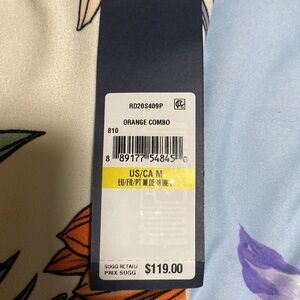 RD20S409P
ORANGE COMBO
810
8 89177 54845 0
US/CA M
EU/FR/PT M DE
SUGG RETAIL/
PRIX SUGG
$119.00